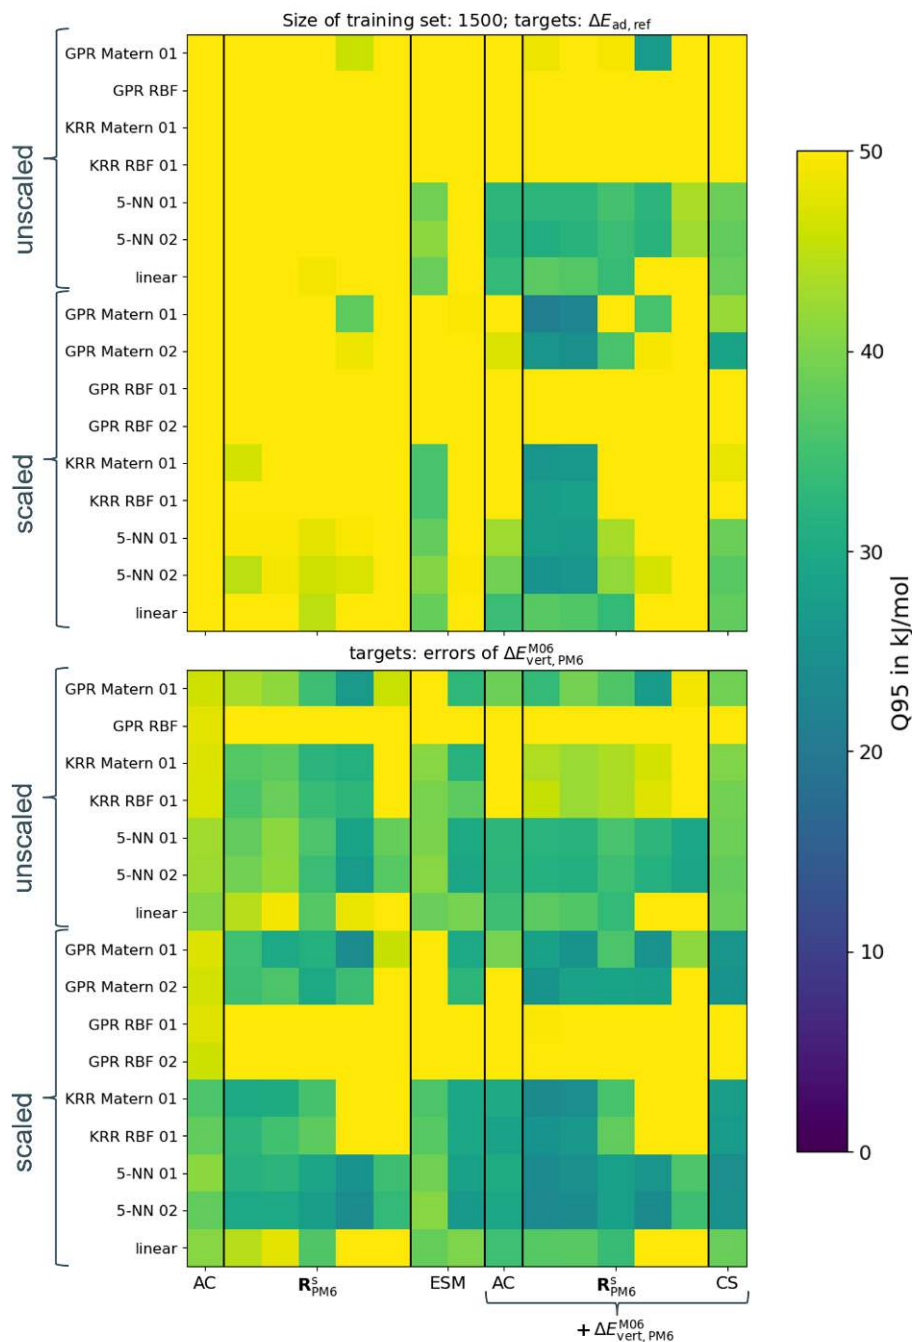 Size of training set: 1500; targets: ΔE_ad, ref
unscaled
GPR Matern 01
GPR RBF
KRR Matern 01
KRR RBF 01
5-NN 01
5-NN 02
linear
scaled
GPR Matern 01
GPR Matern 02
GPR RBF 01
GPR RBF 02
KRR Matern 01
KRR RBF 01
5-NN 01
5-NN 02
linear
targets: errors of ΔE^M06_vert, PM6
unscaled
GPR Matern 01
GPR RBF
KRR Matern 01
KRR RBF 01
5-NN 01
5-NN 02
linear
scaled
GPR Matern 01
GPR Matern 02
GPR RBF 01
GPR RBF 02
KRR Matern 01
KRR RBF 01
5-NN 01
5-NN 02
linear
AC R^S_PM6 ESM AC R^S_PM6 CS
+ ΔE^M06_vert, PM6
50
40
30
20
10
0
Q95 in kJ/mol